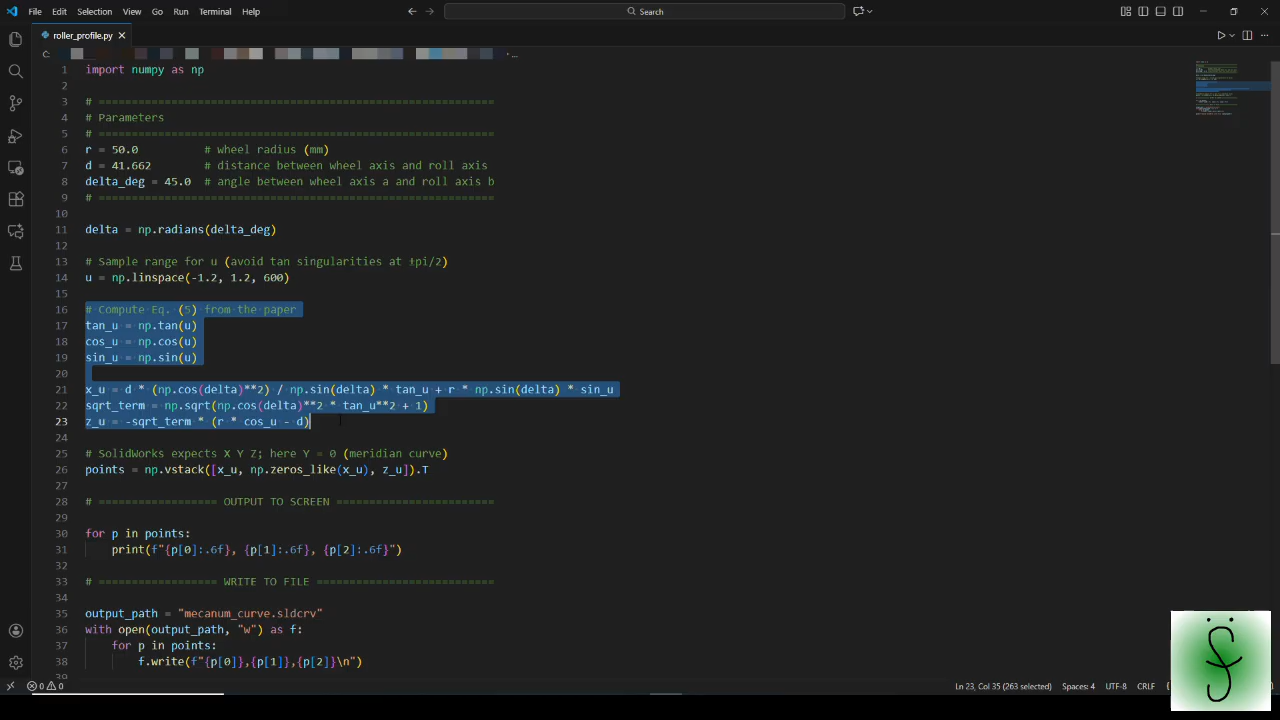 File Edit Selection View Go Run Terminal Help
Search
roller_profile.py
...
1 import numpy as np
2
3 # ============================================================
4 # Parameters
5 # ============================================================
6 r = 50.0 # wheel radius (mm)
7 d = 41.662 # distance between wheel axis and roll axis
8 delta_deg = 45.0 # angle between wheel axis a and roll axis b
9 # ============================================================
10
11 delta = np.radians(delta_deg)
12
13 # Sample range for u (avoid tan singularities at ±pi/2)
14 u = np.linspace(-1.2, 1.2, 600)
15
16 # Compute Eq. (5) from the paper
17 tan_u = np.tan(u)
18 cos_u = np.cos(u)
19 sin_u = np.sin(u)
20
21 x_u = d * (np.cos(delta)**2) / np.sin(delta) * tan_u + r * np.sin(delta) * sin_u
22 sqrt_term = np.sqrt(np.cos(delta)**2 * tan_u**2 + 1)
23 z_u = -sqrt_term * (r * cos_u - d)
24
25 # SolidWorks expects X Y Z; here Y = 0 (meridian curve)
26 points = np.vstack([x_u, np.zeros_like(x_u), z_u]).T
27
28 # ================== OUTPUT TO SCREEN ========================
29
30 for p in points:
31 print(f"{p[0]:.6f}, {p[1]:.6f}, {p[2]:.6f}")
32
33 # ================== WRITE TO FILE ===========================
34
35 output_path = "mecanum_curve.sldcrv"
36 with open(output_path, "w") as f:
37 for p in points:
38 f.write(f"{p[0]},{p[1]},{p[2]}\n")
0 0
Ln 23, Col 35 (263 selected) Spaces: 4 UTF-8 CRLF {